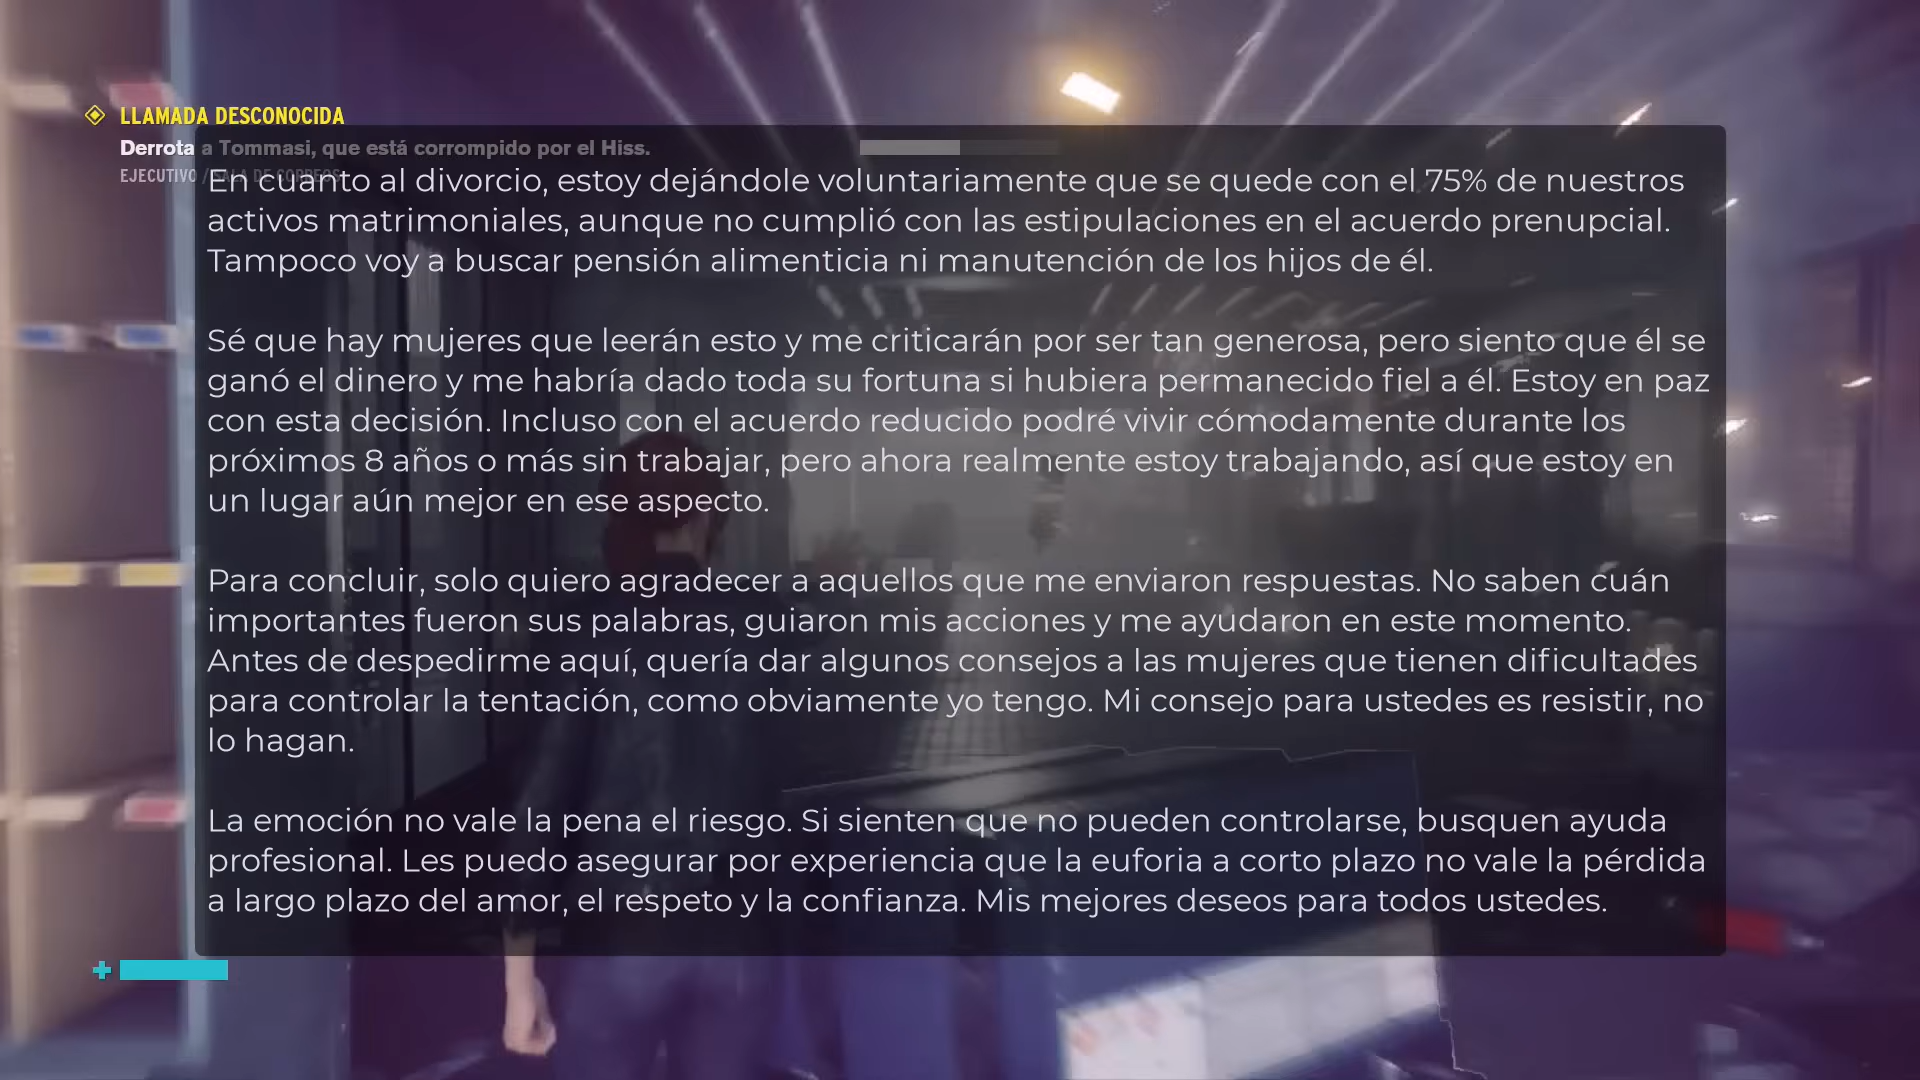 LLAMADA DESCONOCIDA
Derrota a Tommasi, que está corrompido por el Hiss.
EJECUTIVO / SALA DE CORREOS
En cuanto al divorcio, estoy dejándole voluntariamente que se quede con el 75% de nuestros
activos matrimoniales, aunque no cumplió con las estipulaciones en el acuerdo prenupcial.
Tampoco voy a buscar pensión alimenticia ni manutención de los hijos de él.
Sé que hay mujeres que leerán esto y me criticarán por ser tan generosa, pero siento que él se
ganó el dinero y me habría dado toda su fortuna si hubiera permanecido fiel a él. Estoy en paz
con esta decisión. Incluso con el acuerdo reducido podré vivir cómodamente durante los
próximos 8 años o más sin trabajar, pero ahora realmente estoy trabajando, así que estoy en
un lugar aún mejor en ese aspecto.
Para concluir, solo quiero agradecer a aquellos que me enviaron respuestas. No saben cuán
importantes fueron sus palabras, guiaron mis acciones y me ayudaron en este momento.
Antes de despedirme aquí, quería dar algunos consejos a las mujeres que tienen dificultades
para controlar la tentación, como obviamente yo tengo. Mi consejo para ustedes es resistir, no
lo hagan.
La emoción no vale la pena el riesgo. Si sienten que no pueden controlarse, busquen ayuda
profesional. Les puedo asegurar por experiencia que la euforia a corto plazo no vale la pérdida
a largo plazo del amor, el respeto y la confianza. Mis mejores deseos para todos ustedes.